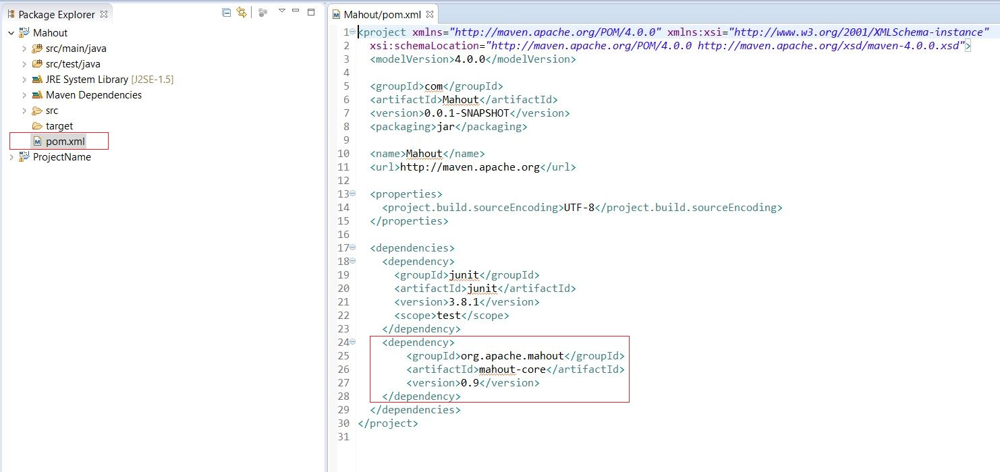 Package Explorer
Mahout
src/main/java
src/test/java
JRE System Library [J2SE-1.5]
Maven Dependencies
src
target
pom.xml
ProjectName
Mahout/pom.xml
1 <project xmlns="http://maven.apache.org/POM/4.0.0" xmlns:xsi="http://www.w3.org/2001/XMLSchema-instance"
2 xsi:schemaLocation="http://maven.apache.org/POM/4.0.0 http://maven.apache.org/xsd/maven-4.0.0.xsd">
3 <modelVersion>4.0.0</modelVersion>
4
5 <groupId>com</groupId>
6 <artifactId>Mahout</artifactId>
7 <version>0.0.1-SNAPSHOT</version>
8 <packaging>jar</packaging>
9
10 <name>Mahout</name>
11 <url>http://maven.apache.org</url>
12
13 <properties>
14 <project.build.sourceEncoding>UTF-8</project.build.sourceEncoding>
15 </properties>
16
17 <dependencies>
18 <dependency>
19 <groupId>junit</groupId>
20 <artifactId>junit</artifactId>
21 <version>3.8.1</version>
22 <scope>test</scope>
23 </dependency>
24 <dependency>
25 <groupId>org.apache.mahout</groupId>
26 <artifactId>mahout-core</artifactId>
27 <version>0.9</version>
28 </dependency>
29 </dependencies>
30 </project>
31